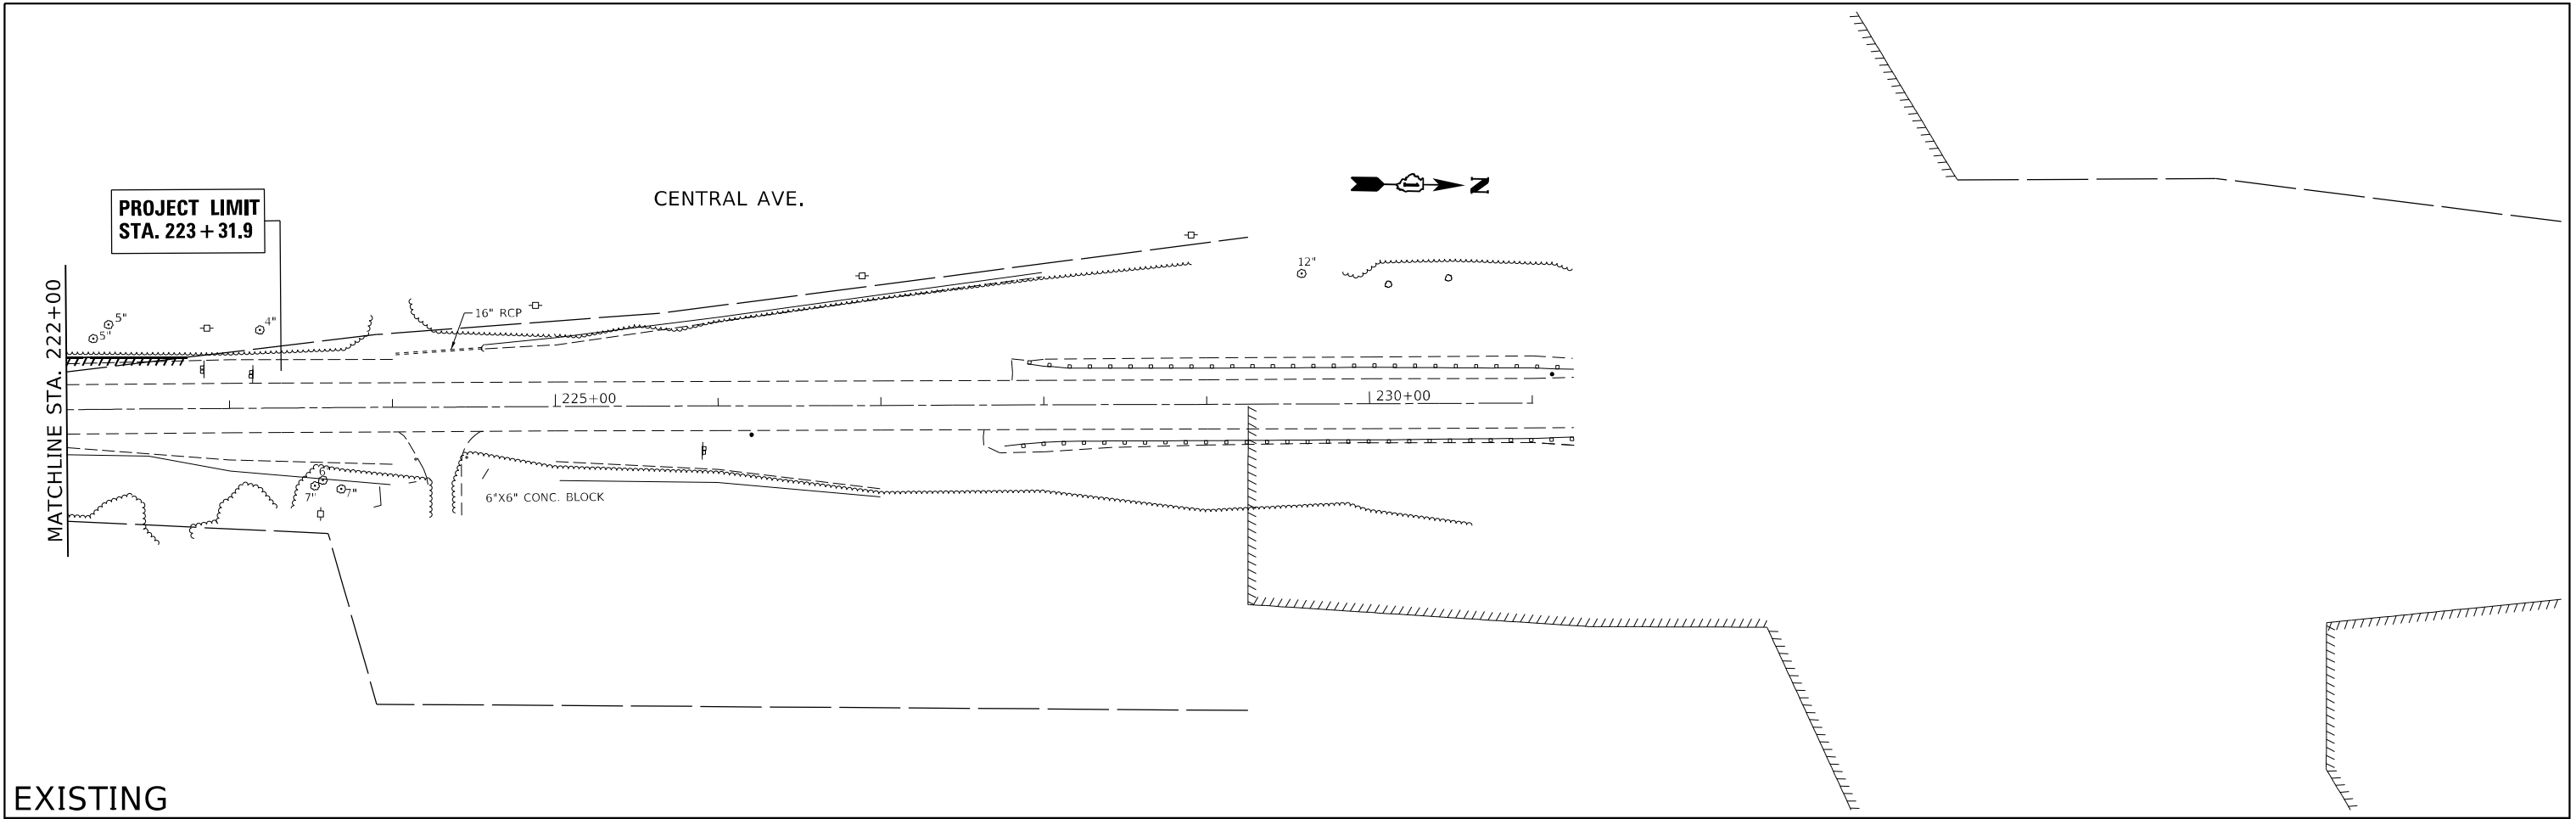 PROJECT LIMIT
STA. 223 + 31.9
CENTRAL AVE.
N
12"
MATCHLINE STA. 222+00
5"
5"
4"
16" RCP
225+00
230+00
6
7"
7"
6"X6" CONC. BLOCK
EXISTING